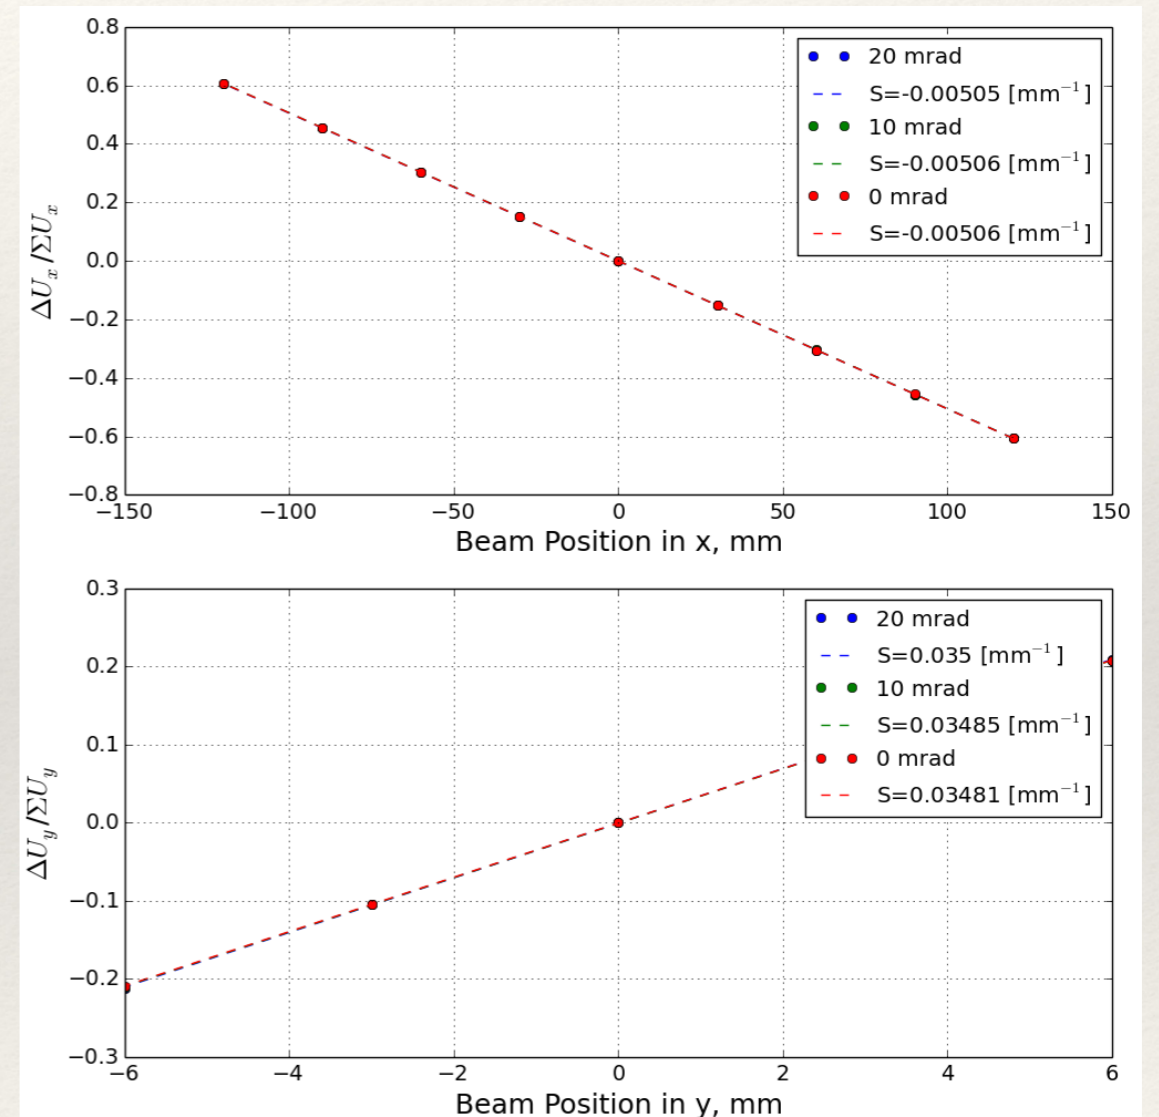 0.8
0.6
0.4
0.2
0.0
−0.2
−0.4
−0.6
−0.8
ΔUₓ/ΣUₓ
20 mrad
S=-0.00505 [mm⁻¹]
10 mrad
S=-0.00506 [mm⁻¹]
0 mrad
S=-0.00506 [mm⁻¹]
−150 −100 −50 0 50 100 150
Beam Position in x, mm
0.3
0.2
0.1
0.0
−0.1
−0.2
−0.3
ΔU_y/ΣU_y
20 mrad
S=0.035 [mm⁻¹]
10 mrad
S=0.03485 [mm⁻¹]
0 mrad
S=0.03481 [mm⁻¹]
−6 −4 −2 0 2 4 6
Beam Position in y, mm